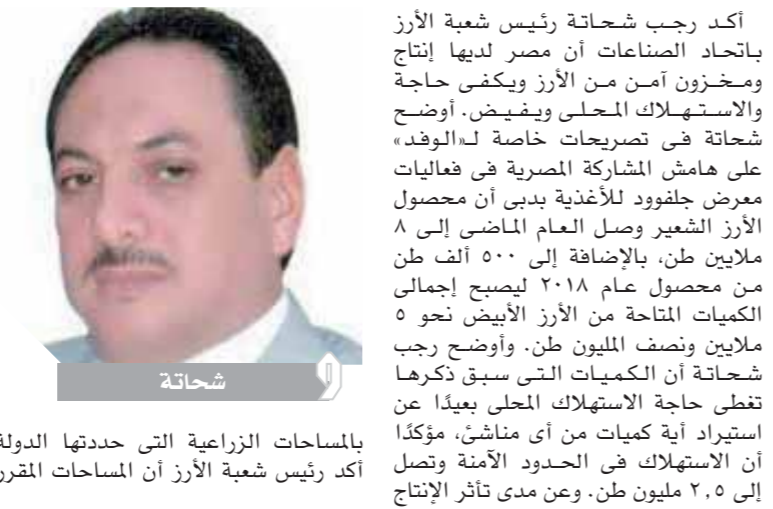 أكد رجب شحاتة رئيس شعبة الأرز
باتحاد الصناعات أن مصر لديها إنتاج
ومخزون آمن من الأرز ويكفى حاجة
والاستهلاك المحلى ويفيض. أوضح
شحاتة فى تصريحات خاصة لـ«الوفد»
على هامش المشاركة المصرية فى فعاليات
معرض جلفوود للأغذية بدبى أن محصول
الأرز الشعير وصل العام الماضى إلى ٨
ملايين طن، بالإضافة إلى ٥٠٠ ألف طن
من محصول عام ٢٠١٨ ليصبح إجمالى
الكميات المتاحة من الأرز الأبيض نحو ٥
ملايين ونصف المليون طن. وأوضح رجب
شحاتة أن الكميات التى سبق ذكرها
تغطى حاجة الاستهلاك المحلى بعيدًا عن
استيراد أية كميات من أى مناشئ، مؤكدًا
أن الاستهلاك فى الحدود الآمنة وتصل
إلى ٢,٥ مليون طن. وعن مدى تأثر الإنتاج
شحاتة
بالمساحات الزراعية التى حددتها الدولة
أكد رئيس شعبة الأرز أن المساحات المقرر